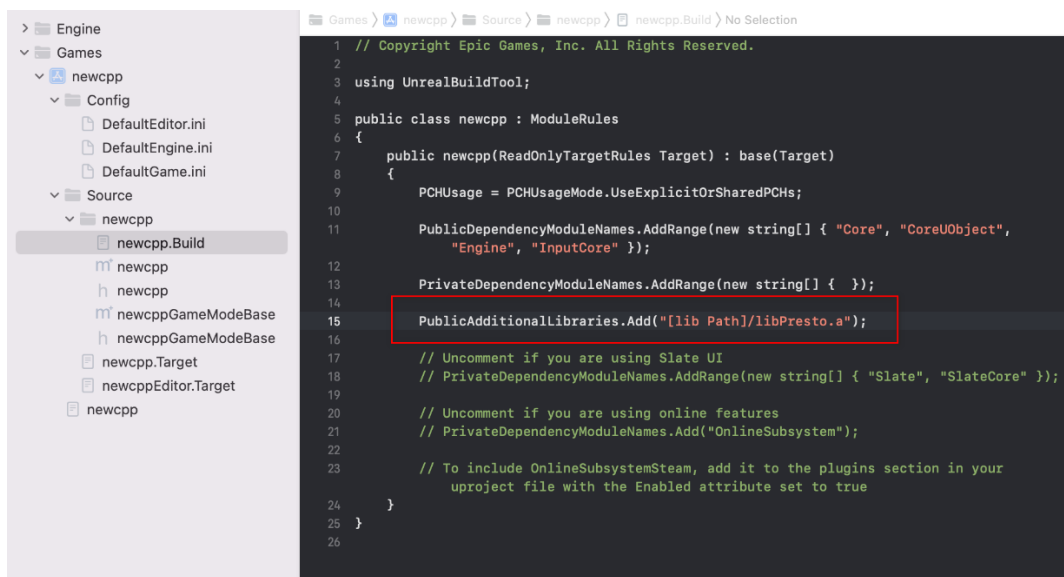 Engine
Games
newcpp
Config
DefaultEditor.ini
DefaultEngine.ini
DefaultGame.ini
Source
newcpp
newcpp.Build
m newcpp
h newcpp
m newcppGameModeBase
h newcppGameModeBase
newcpp.Target
newcppEditor.Target
newcpp
Games 〉 newcpp 〉 Source 〉 newcpp 〉 newcpp.Build 〉 No Selection
1 // Copyright Epic Games, Inc. All Rights Reserved.
2
3 using UnrealBuildTool;
4
5 public class newcpp : ModuleRules
6 {
7 public newcpp(ReadOnlyTargetRules Target) : base(Target)
8 {
9 PCHUsage = PCHUsageMode.UseExplicitOrSharedPCHs;
10
11 PublicDependencyModuleNames.AddRange(new string[] { "Core", "CoreUObject",
"Engine", "InputCore" });
12
13 PrivateDependencyModuleNames.AddRange(new string[] {  });
14
15 PublicAdditionalLibraries.Add("[lib Path]/libPresto.a");
16
17 // Uncomment if you are using Slate UI
18 // PrivateDependencyModuleNames.AddRange(new string[] { "Slate", "SlateCore" });
19
20 // Uncomment if you are using online features
21 // PrivateDependencyModuleNames.Add("OnlineSubsystem");
22
23 // To include OnlineSubsystemSteam, add it to the plugins section in your
uproject file with the Enabled attribute set to true
24 }
25 }
26